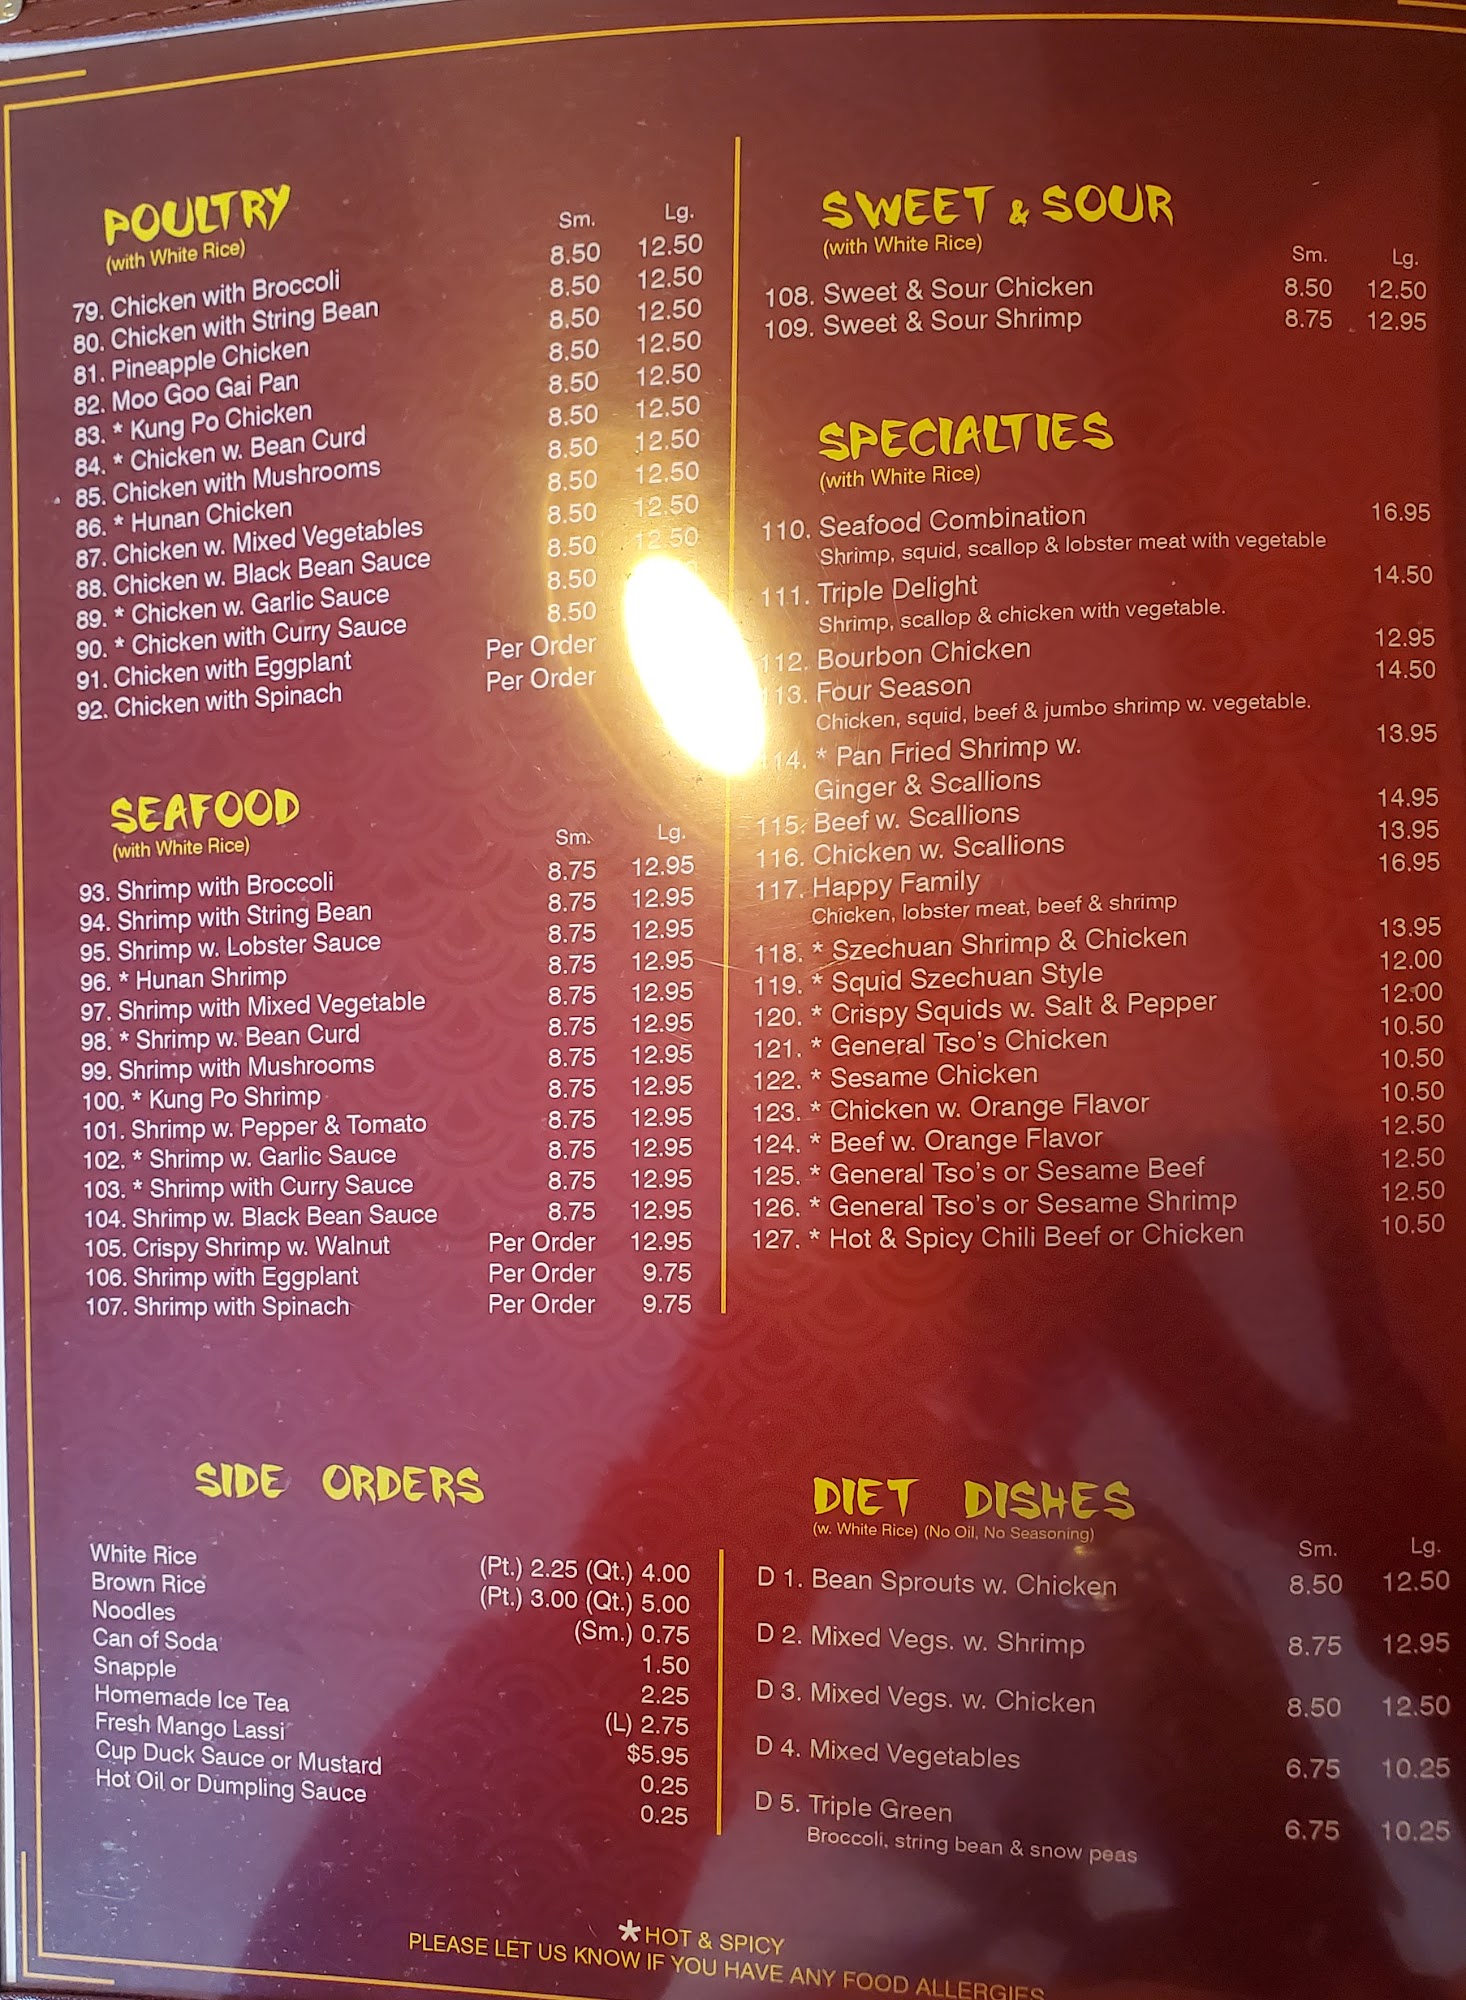 POULTRY
(with White Rice)
Sm. Lg.
79. Chicken with Broccoli 8.50 12.50
80. Chicken with String Bean 8.50 12.50
81. Pineapple Chicken 8.50 12.50
82. Moo Goo Gai Pan 8.50 12.50
83. * Kung Po Chicken 8.50 12.50
84. * Chicken w. Bean Curd 8.50 12.50
85. Chicken with Mushrooms 8.50 12.50
86. * Hunan Chicken 8.50 12.50
87. Chicken w. Mixed Vegetables 8.50 12.50
88. Chicken w. Black Bean Sauce 8.50 12.50
89. * Chicken w. Garlic Sauce 8.50
90. * Chicken with Curry Sauce 8.50
91. Chicken with Eggplant Per Order
92. Chicken with Spinach Per Order
SEAFOOD
(with White Rice)
Sm. Lg.
93. Shrimp with Broccoli 8.75 12.95
94. Shrimp with String Bean 8.75 12.95
95. Shrimp w. Lobster Sauce 8.75 12.95
96. * Hunan Shrimp 8.75 12.95
97. Shrimp with Mixed Vegetable 8.75 12.95
98. * Shrimp w. Bean Curd 8.75 12.95
99. Shrimp with Mushrooms 8.75 12.95
100. * Kung Po Shrimp 8.75 12.95
101. Shrimp w. Pepper & Tomato 8.75 12.95
102. * Shrimp w. Garlic Sauce 8.75 12.95
103. * Shrimp with Curry Sauce 8.75 12.95
104. Shrimp w. Black Bean Sauce 8.75 12.95
105. Crispy Shrimp w. Walnut Per Order 12.95
106. Shrimp with Eggplant Per Order 9.75
107. Shrimp with Spinach Per Order 9.75
SWEET & SOUR
(with White Rice)
Sm. Lg.
108. Sweet & Sour Chicken 8.50 12.50
109. Sweet & Sour Shrimp 8.75 12.95
SPECIALTIES
(with White Rice)
110. Seafood Combination 16.95
Shrimp, squid, scallop & lobster meat with vegetable
111. Triple Delight 14.50
Shrimp, scallop & chicken with vegetable.
112. Bourbon Chicken 12.95
113. Four Season 14.50
Chicken, squid, beef & jumbo shrimp w. vegetable.
114. * Pan Fried Shrimp w. 13.95
Ginger & Scallions
115. Beef w. Scallions 14.95
116. Chicken w. Scallions 13.95
117. Happy Family 16.95
Chicken, lobster meat, beef & shrimp
118. * Szechuan Shrimp & Chicken 13.95
119. * Squid Szechuan Style 12.00
120. * Crispy Squids w. Salt & Pepper 12.00
121. * General Tso's Chicken 10.50
122. * Sesame Chicken 10.50
123. * Chicken w. Orange Flavor 10.50
124. * Beef w. Orange Flavor 12.50
125. * General Tso's or Sesame Beef 12.50
126. * General Tso's or Sesame Shrimp 12.50
127. * Hot & Spicy Chili Beef or Chicken 10.50
SIDE ORDERS
White Rice (Pt.) 2.25 (Qt.) 4.00
Brown Rice (Pt.) 3.00 (Qt.) 5.00
Noodles (Sm.) 0.75
Can of Soda 1.50
Snapple 2.25
Homemade Ice Tea (L) 2.75
Fresh Mango Lassi $5.95
Cup Duck Sauce or Mustard 0.25
Hot Oil or Dumpling Sauce 0.25
DIET DISHES
(w. White Rice) (No Oil, No Seasoning)
Sm. Lg.
D 1. Bean Sprouts w. Chicken 8.50 12.50
D 2. Mixed Vegs. w. Shrimp 8.75 12.95
D 3. Mixed Vegs. w. Chicken 8.50 12.50
D 4. Mixed Vegetables 6.75 10.25
D 5. Triple Green 6.75 10.25
Broccoli, string bean & snow peas
* HOT & SPICY
PLEASE LET US KNOW IF YOU HAVE ANY FOOD ALLERGIES